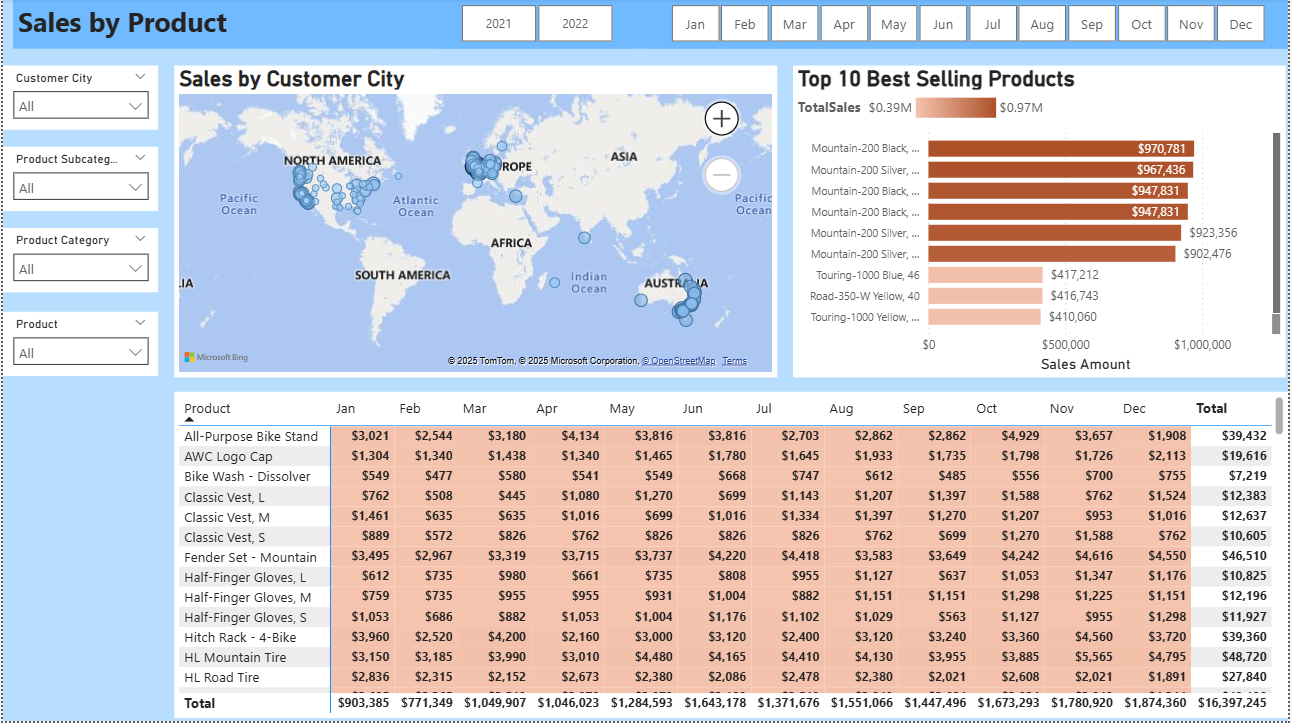 Sales by Product
2021 2022 Jan Feb Mar Apr May Jun Jul Aug Sep Oct Nov Dec
Customer City
All
Product Subcateg...
All
Product Category
All
Product
All
Sales by Customer City
NORTH AMERICA
ROPE
ASIA
Pacific Ocean
Atlantic Ocean
Pacific Ocean
AFRICA
SOUTH AMERICA
Indian Ocean
LIA
AUSTRALIA
Microsoft Bing
© 2025 TomTom, © 2025 Microsoft Corporation, © OpenStreetMap Terms
Top 10 Best Selling Products
TotalSales $0.39M $0.97M
Mountain-200 Black, ... $970,781
Mountain-200 Silver, ... $967,436
Mountain-200 Black, ... $947,831
Mountain-200 Black, ... $947,831
Mountain-200 Silver, ... $923,356
Mountain-200 Silver, ... $902,476
Touring-1000 Blue, 46 $417,212
Road-350-W Yellow, 40 $416,743
Touring-1000 Yellow, ... $410,060
$0 $500,000 $1,000,000
Sales Amount
Product Jan Feb Mar Apr May Jun Jul Aug Sep Oct Nov Dec Total
All-Purpose Bike Stand $3,021 $2,544 $3,180 $4,134 $3,816 $3,816 $2,703 $2,862 $2,862 $4,929 $3,657 $1,908 $39,432
AWC Logo Cap $1,304 $1,340 $1,438 $1,340 $1,465 $1,780 $1,645 $1,933 $1,735 $1,798 $1,726 $2,113 $19,616
Bike Wash - Dissolver $549 $477 $580 $541 $549 $668 $747 $612 $485 $556 $700 $755 $7,219
Classic Vest, L $762 $508 $445 $1,080 $1,270 $699 $1,143 $1,207 $1,397 $1,588 $762 $1,524 $12,383
Classic Vest, M $1,461 $635 $635 $1,016 $699 $1,016 $1,334 $1,397 $1,270 $1,207 $953 $1,016 $12,637
Classic Vest, S $889 $572 $826 $762 $826 $826 $826 $762 $699 $1,270 $1,588 $762 $10,605
Fender Set - Mountain $3,495 $2,967 $3,319 $3,715 $3,737 $4,220 $4,418 $3,583 $3,649 $4,242 $4,616 $4,550 $46,510
Half-Finger Gloves, L $612 $735 $980 $661 $735 $808 $955 $1,127 $637 $1,053 $1,347 $1,176 $10,825
Half-Finger Gloves, M $759 $735 $955 $955 $931 $1,004 $882 $1,151 $1,151 $1,298 $1,225 $1,151 $12,196
Half-Finger Gloves, S $1,053 $686 $882 $1,053 $1,004 $1,176 $1,102 $1,029 $563 $1,127 $955 $1,298 $11,927
Hitch Rack - 4-Bike $3,960 $2,520 $4,200 $2,160 $3,000 $3,120 $2,400 $3,120 $3,240 $3,360 $4,560 $3,720 $39,360
HL Mountain Tire $3,150 $3,185 $3,990 $3,010 $4,480 $4,165 $4,410 $4,130 $3,955 $3,885 $5,565 $4,795 $48,720
HL Road Tire $2,836 $2,315 $2,152 $2,673 $2,380 $2,086 $2,478 $2,380 $2,021 $2,608 $2,021 $1,891 $27,840
Total $903,385 $771,349 $1,049,907 $1,046,023 $1,284,593 $1,643,178 $1,371,676 $1,551,066 $1,447,496 $1,673,293 $1,780,920 $1,874,360 $16,397,245